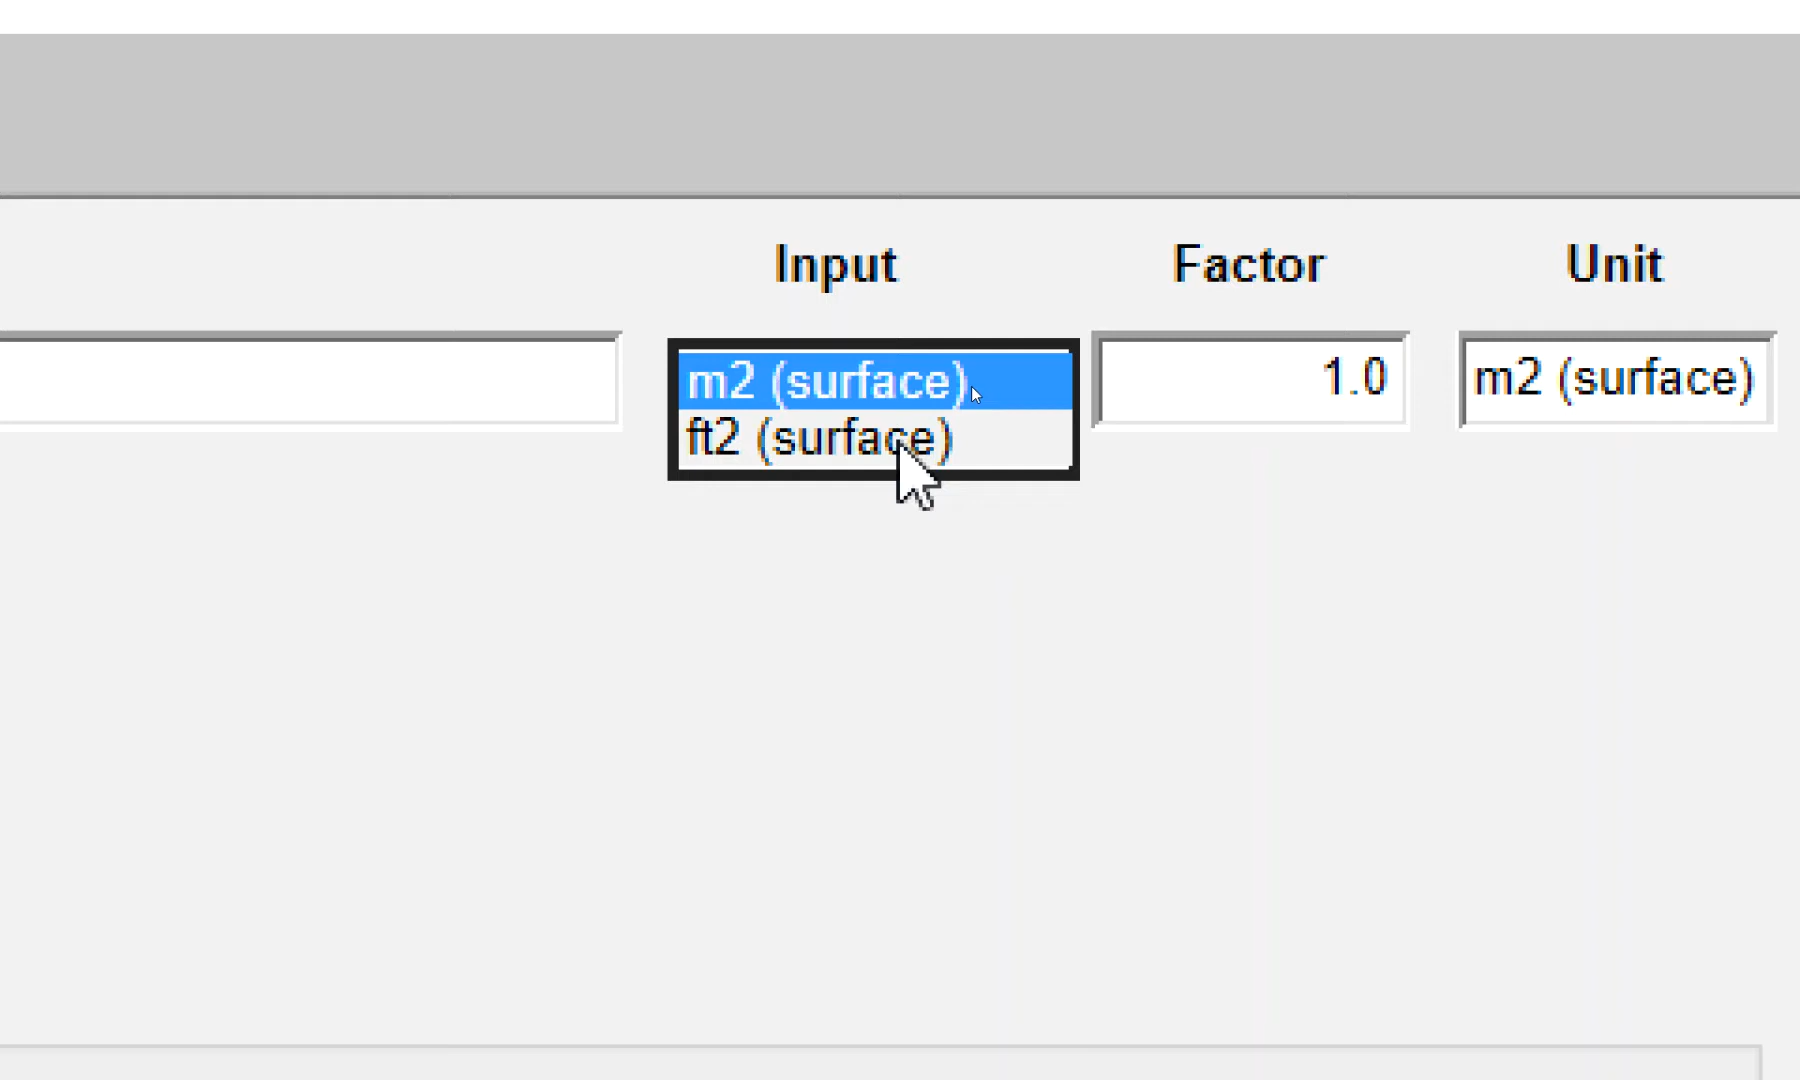 Input Factor Unit
m2 (surface) 1.0 m2 (surface)
ft2 (surface)